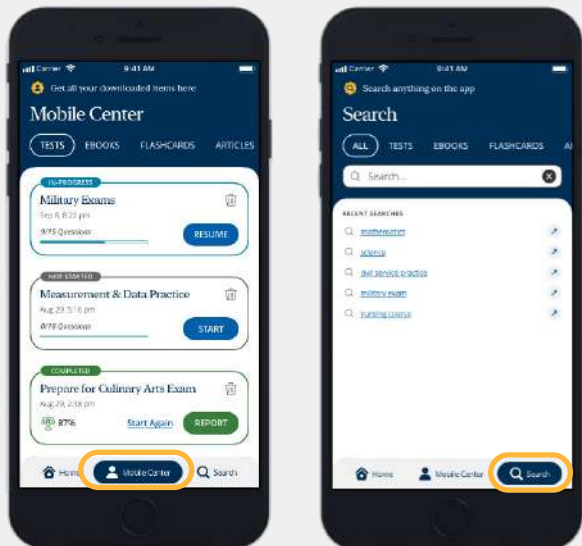 Carrier 9:41 AM
Get all your downloaded items here
Mobile Center
TESTS EBOOKS FLASHCARDS ARTICLES
IN-PROGRESS
Military Exams
Sep 6, 8:22 pm
9/15 Questions
RESUME
NOT STARTED
Measurement & Data Practice
Aug 29, 5:16 pm
0/18 Questions
START
COMPLETED
Prepare for Culinary Arts Exam
Aug 29, 2:38 pm
87% Start Again REPORT
Home Mobile Center Search
Carrier 9:41 AM
Search anything on the app
Search
ALL TESTS EBOOKS FLASHCARDS
Search...
RECENT SEARCHES
mathematics
science
civil service practice
military exam
nursing course
Home Mobile Center Search